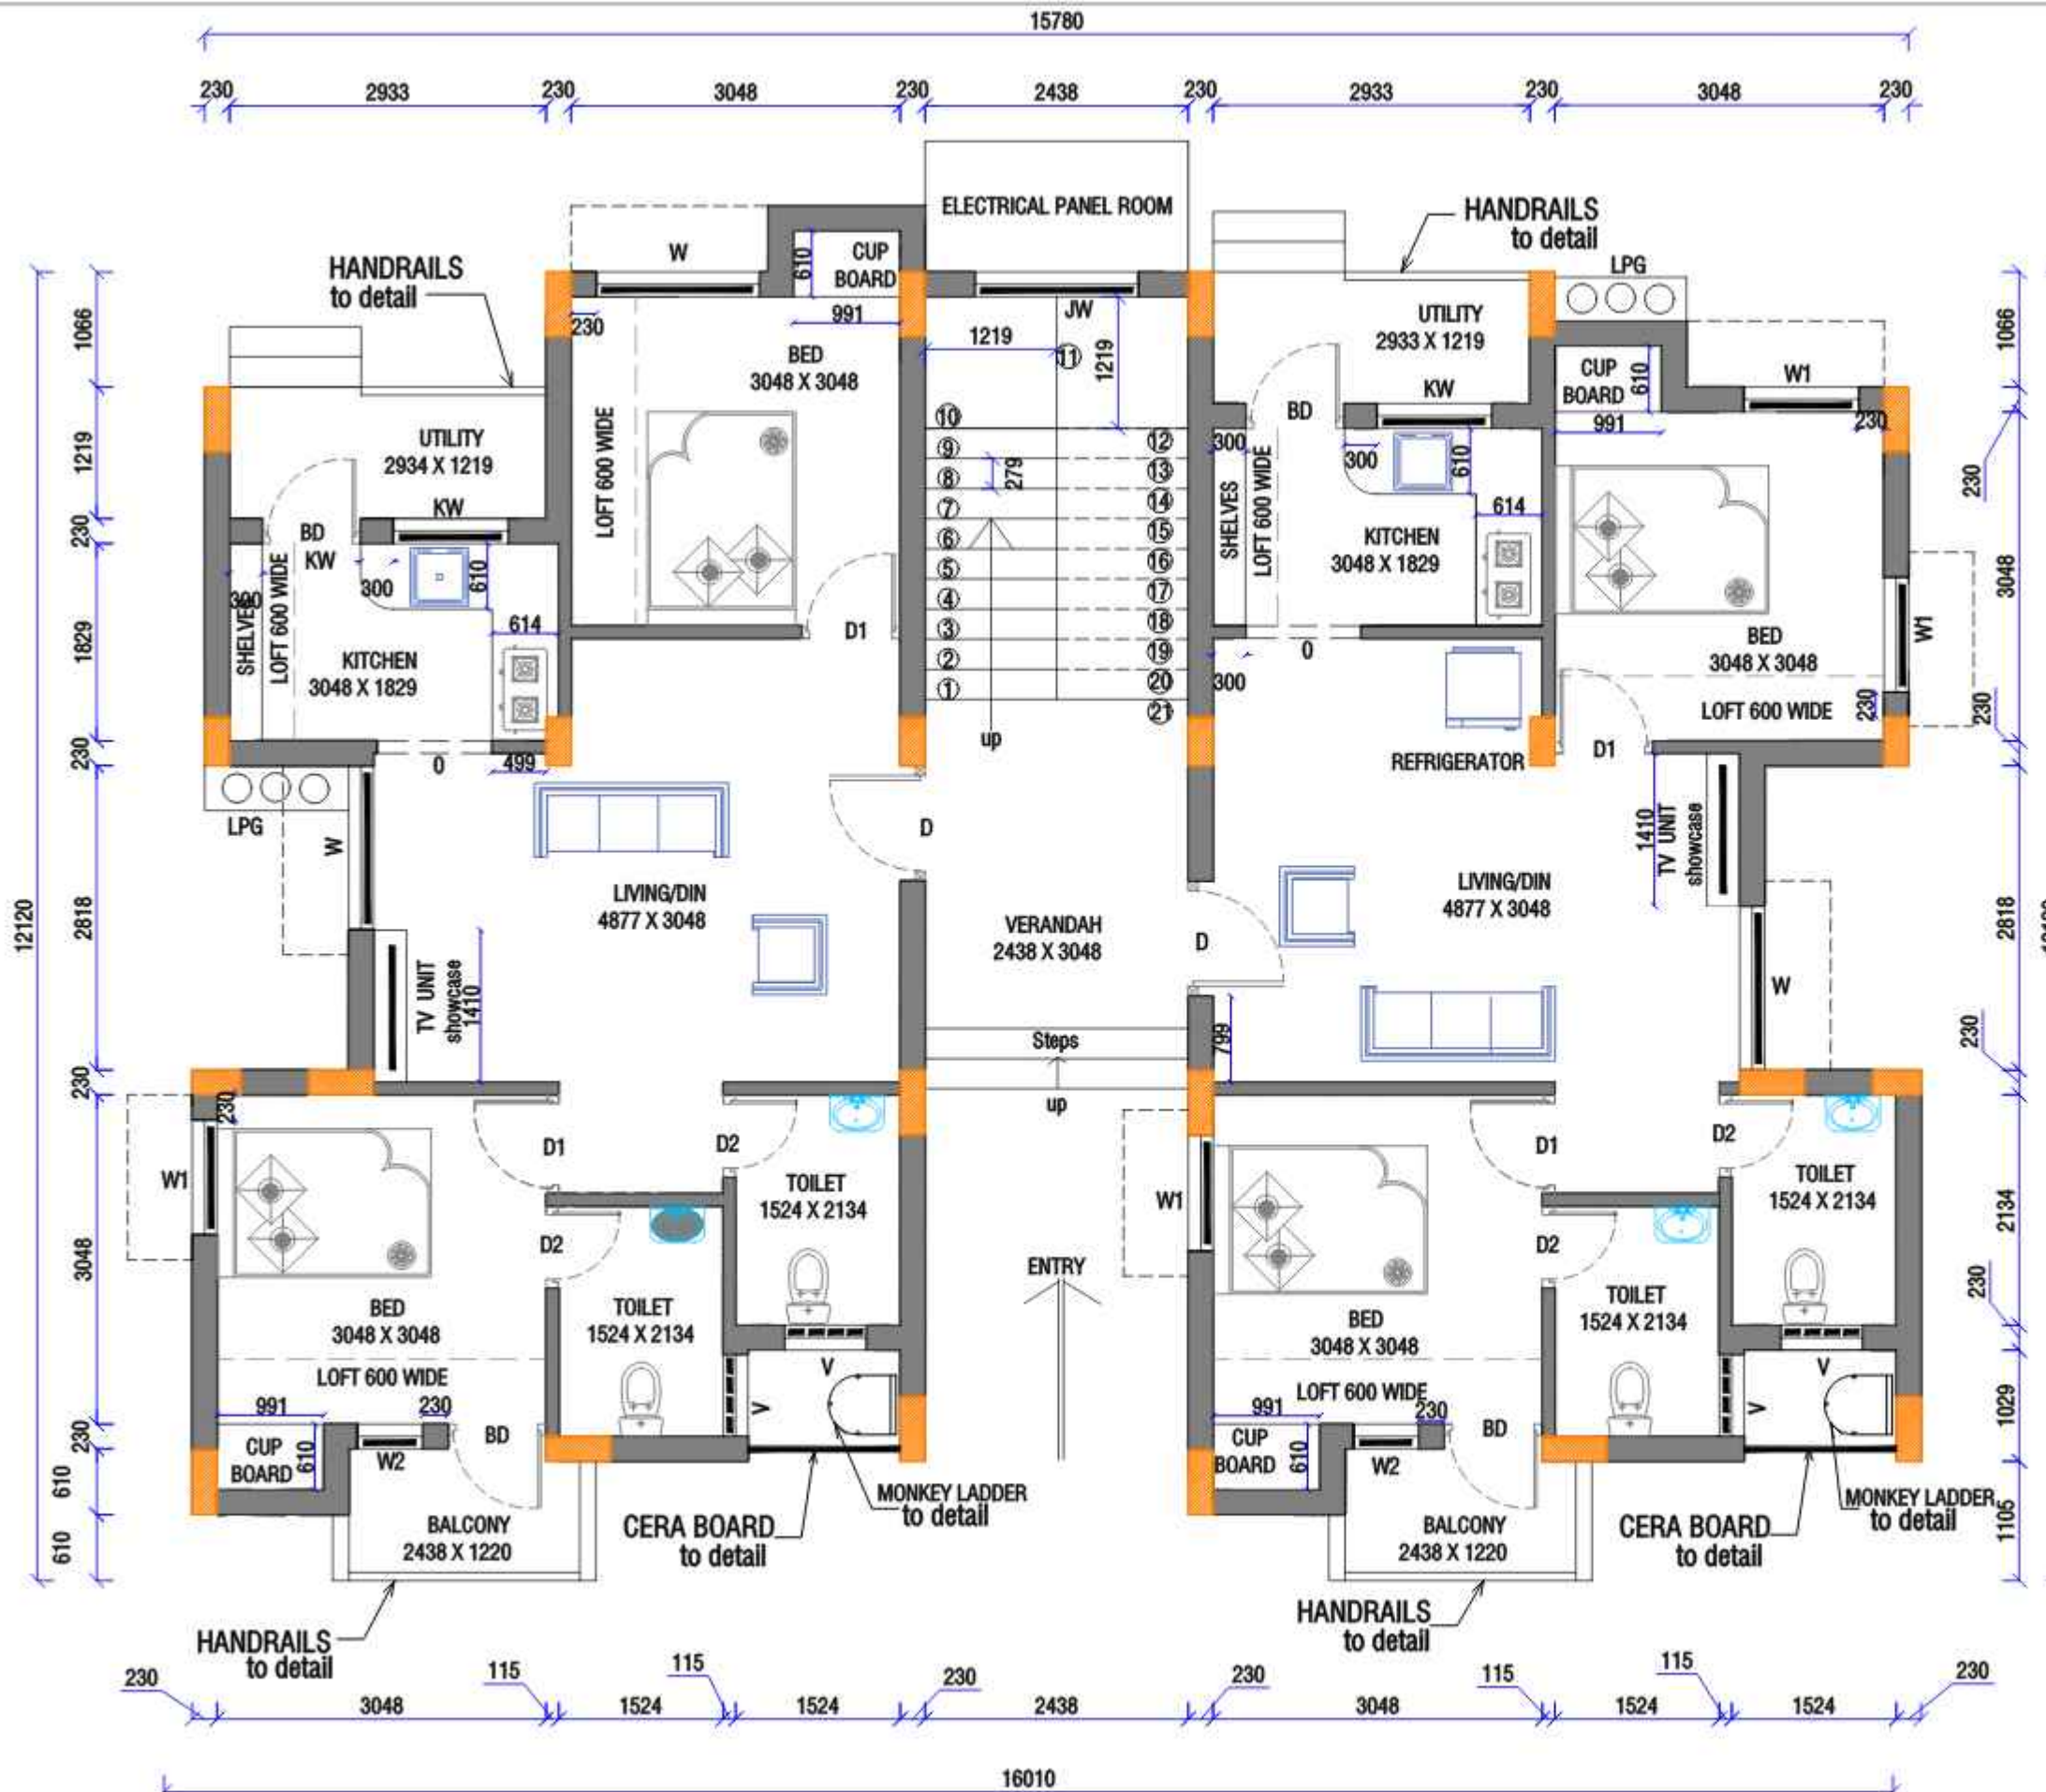 15780
230 2933 230 3048 230 2438 230 2933 230 3048 230
ELECTRICAL PANEL ROOM
HANDRAILS
to detail
HANDRAILS
to detail
W
610
CUP
BOARD
991
230
LPG
JW
1219
11
1219
UTILITY
2933 X 1219
KW
BD
CUP
BOARD
610
991
W1
230
1066
1219
230
1829
230
2818
230
3048
230
610
610
12120
BED
3048 X 3048
LOFT 600 WIDE
D1
UTILITY
2934 X 1219
KW
BD
KW
300
300
610
614
SHELVES
LOFT 600 WIDE
KITCHEN
3048 X 1829
0
499
LPG
W
10
9
8
7
6
5
4
3
2
1
279
up
12
13
14
15
16
17
18
19
20
21
300
300
610
614
SHELVES
LOFT 600 WIDE
KITCHEN
3048 X 1829
0
300
REFRIGERATOR
BED
3048 X 3048
LOFT 600 WIDE
230
W1
D1
1066
230
3048
230
2818
230
2134
230
1029
1105
LIVING/DIN
4877 X 3048
D
TV UNIT
showcase
1410
VERANDAH
2438 X 3048
D
799
Steps
up
LIVING/DIN
4877 X 3048
1410
TV UNIT
showcase
W
230
W1
D1
D2
D2
TOILET
1524 X 2134
TOILET
1524 X 2134
BED
3048 X 3048
LOFT 600 WIDE
991
230
CUP
BOARD
610
W2
BD
V
V
BALCONY
2438 X 1220
CERA BOARD
to detail
MONKEY LADDER
to detail
HANDRAILS
to detail
ENTRY
W1
D1
D2
D2
TOILET
1524 X 2134
TOILET
1524 X 2134
BED
3048 X 3048
LOFT 600 WIDE
991
230
CUP
BOARD
610
W2
BD
V
V
BALCONY
2438 X 1220
CERA BOARD
to detail
MONKEY LADDER
to detail
HANDRAILS
to detail
230 3048 115 1524 115 1524 230 2438 230 3048 115 1524 115 1524 230
16010